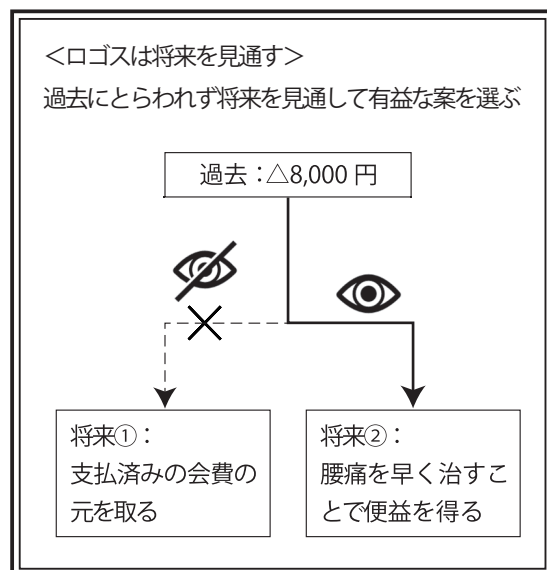 ＜ロゴスは将来を見通す＞
過去にとらわれず将来を見通して有益な案を選ぶ
過去：△8,000 円
将来①：
支払済みの会費の
元を取る
将来②：
腰痛を早く治すこ
とで便益を得る